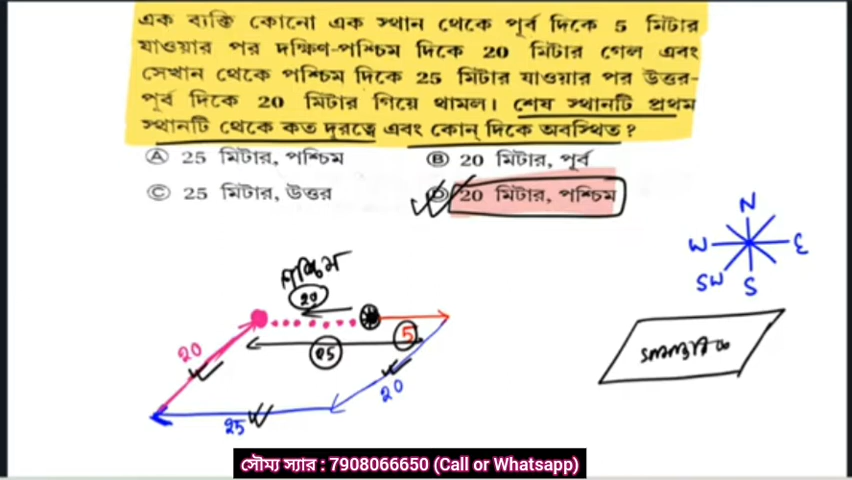 এক ব্যক্তি কোনো এক স্থান থেকে পূর্ব দিকে 5 মিটার
যাওয়ার পর দক্ষিণ-পশ্চিম দিকে 20 মিটার গেল এবং
সেখান থেকে পশ্চিম দিকে 25 মিটার যাওয়ার পর উত্তর-
পূর্ব দিকে 20 মিটার গিয়ে থামল। শেষ স্থানটি প্রথম
স্থানটি থেকে কত দূরত্বে এবং কোন্ দিকে অবস্থিত ?
Ⓐ 25 মিটার, পশ্চিম Ⓑ 20 মিটার, পূর্ব
Ⓒ 25 মিটার, উত্তর Ⓓ 20 মিটার, পশ্চিম
N
W E
SW S
পশ্চিম
20
5
20 25 20
25
সামান্তরিক
সৌম্য স্যার : 7908066650 (Call or Whatsapp)